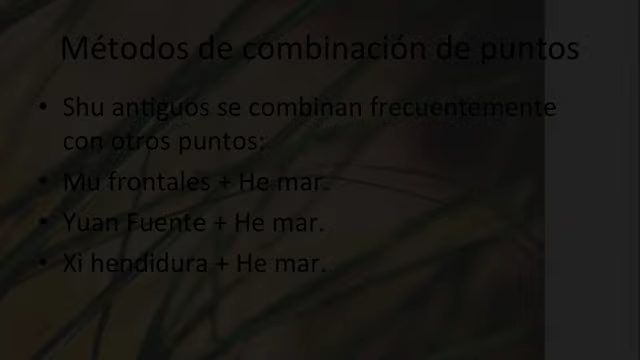 Métodos de combinación de puntos
• Shu antiguos se combinan frecuentemente
con otros puntos:
• Mu frontales + He mar.
• Yuan Fuente + He mar.
• Xi hendidura + He mar.